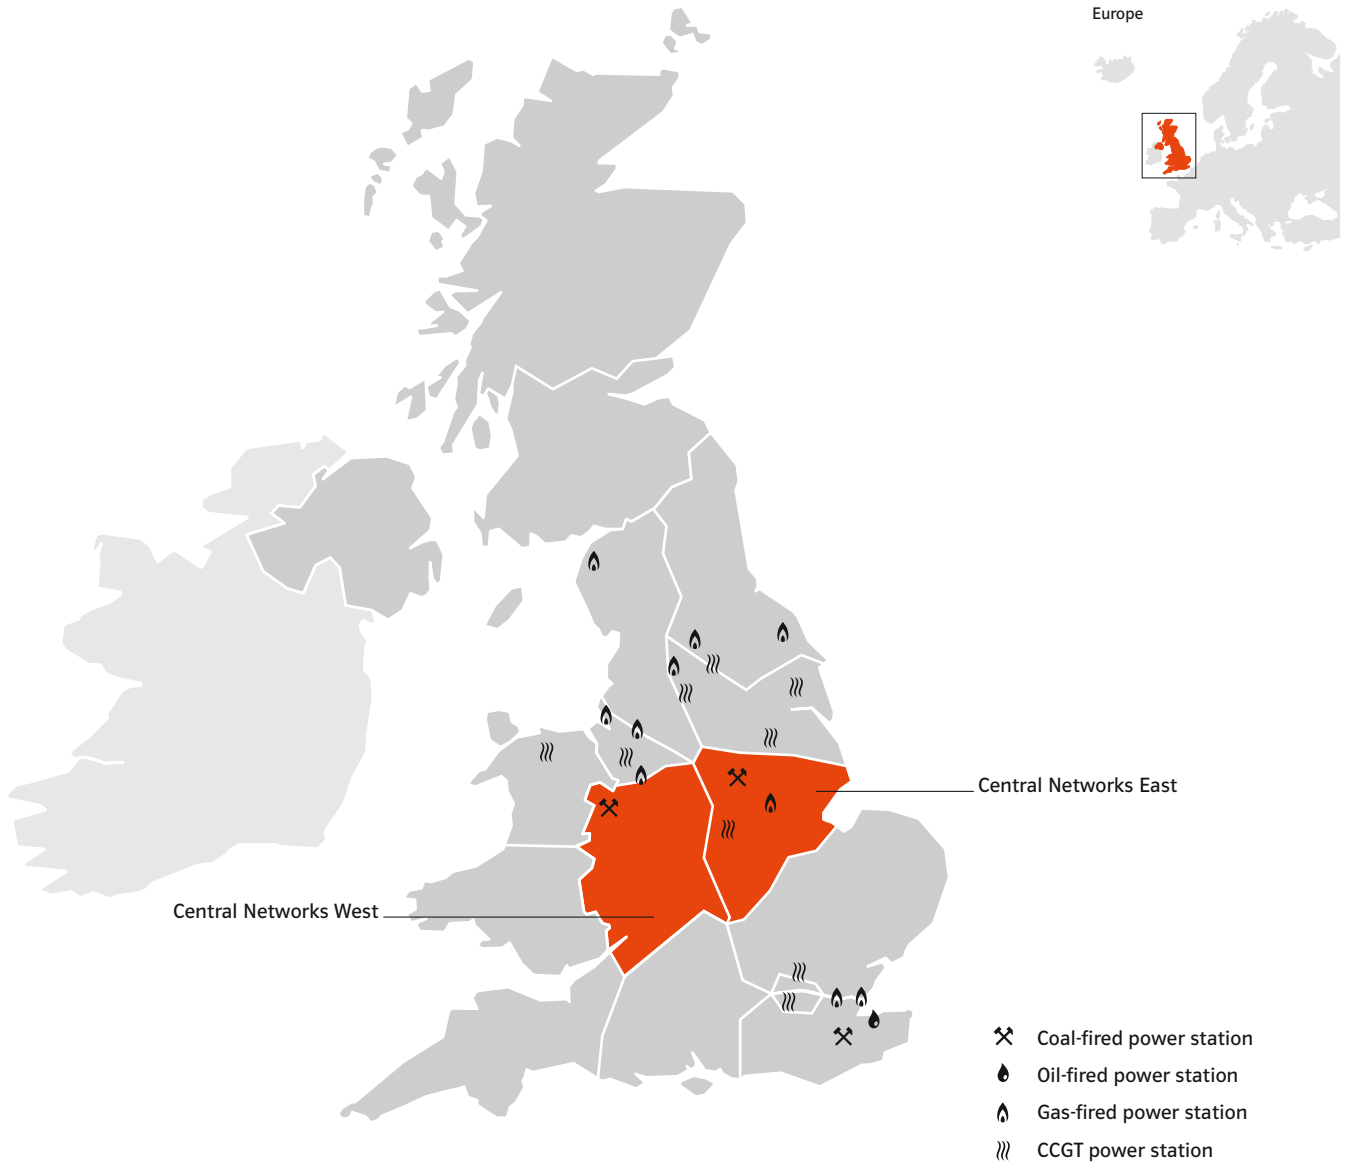 Europe
Central Networks East
Central Networks West
Coal-fired power station
Oil-fired power station
Gas-fired power station
CCGT power station